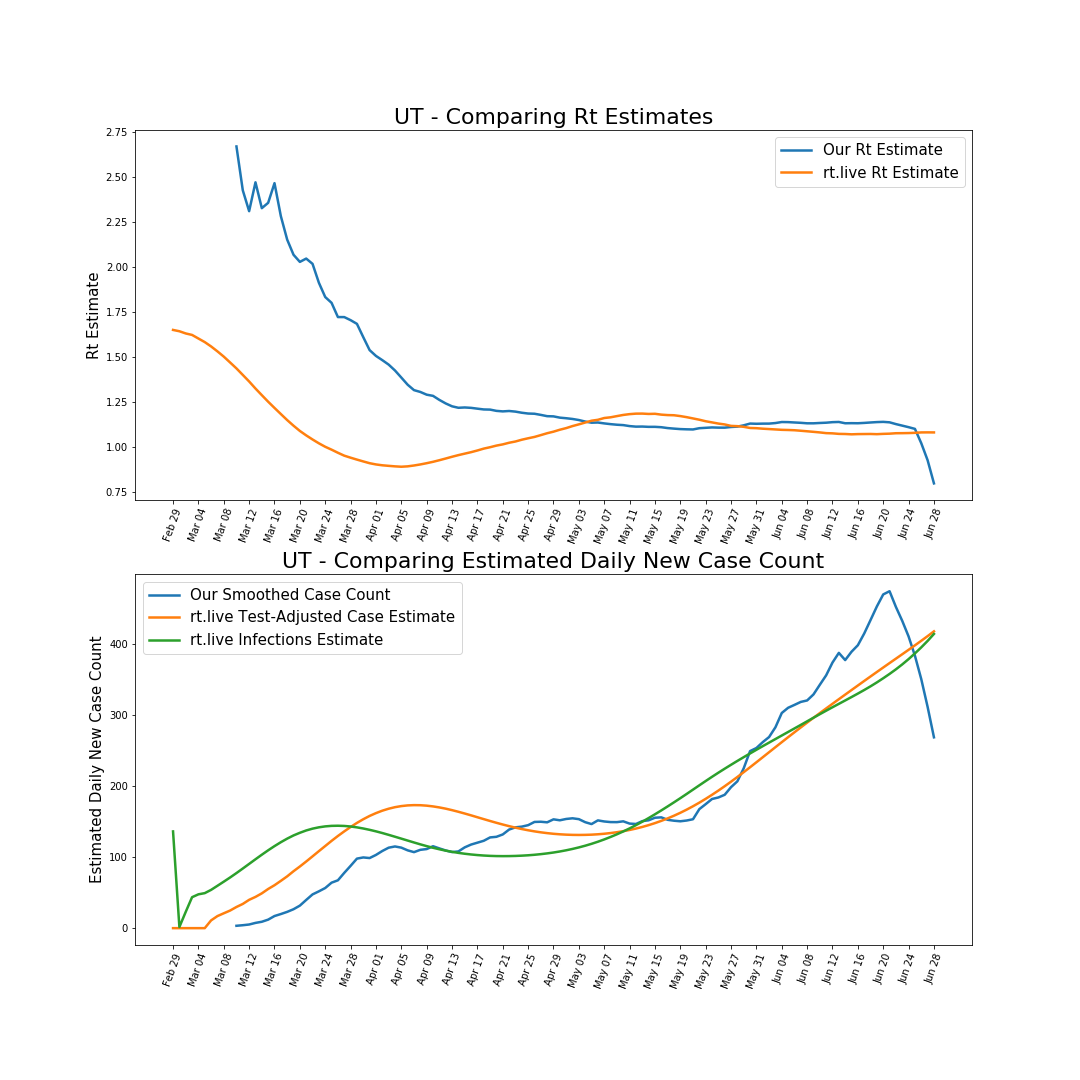 UT - Comparing Rt Estimates
Our Rt Estimate
rt.live Rt Estimate
Rt Estimate
2.75
2.50
2.25
2.00
1.75
1.50
1.25
1.00
0.75
Feb 29 Mar 04 Mar 08 Mar 12 Mar 16 Mar 20 Mar 24 Mar 28 Apr 01 Apr 05 Apr 09 Apr 13 Apr 17 Apr 21 Apr 25 Apr 29 May 03 May 07 May 11 May 15 May 19 May 23 May 27 May 31 Jun 04 Jun 08 Jun 12 Jun 16 Jun 20 Jun 24 Jun 28
UT - Comparing Estimated Daily New Case Count
Our Smoothed Case Count
rt.live Test-Adjusted Case Estimate
rt.live Infections Estimate
Estimated Daily New Case Count
400
300
200
100
0
Feb 29 Mar 04 Mar 08 Mar 12 Mar 16 Mar 20 Mar 24 Mar 28 Apr 01 Apr 05 Apr 09 Apr 13 Apr 17 Apr 21 Apr 25 Apr 29 May 03 May 07 May 11 May 15 May 19 May 23 May 27 May 31 Jun 04 Jun 08 Jun 12 Jun 16 Jun 20 Jun 24 Jun 28